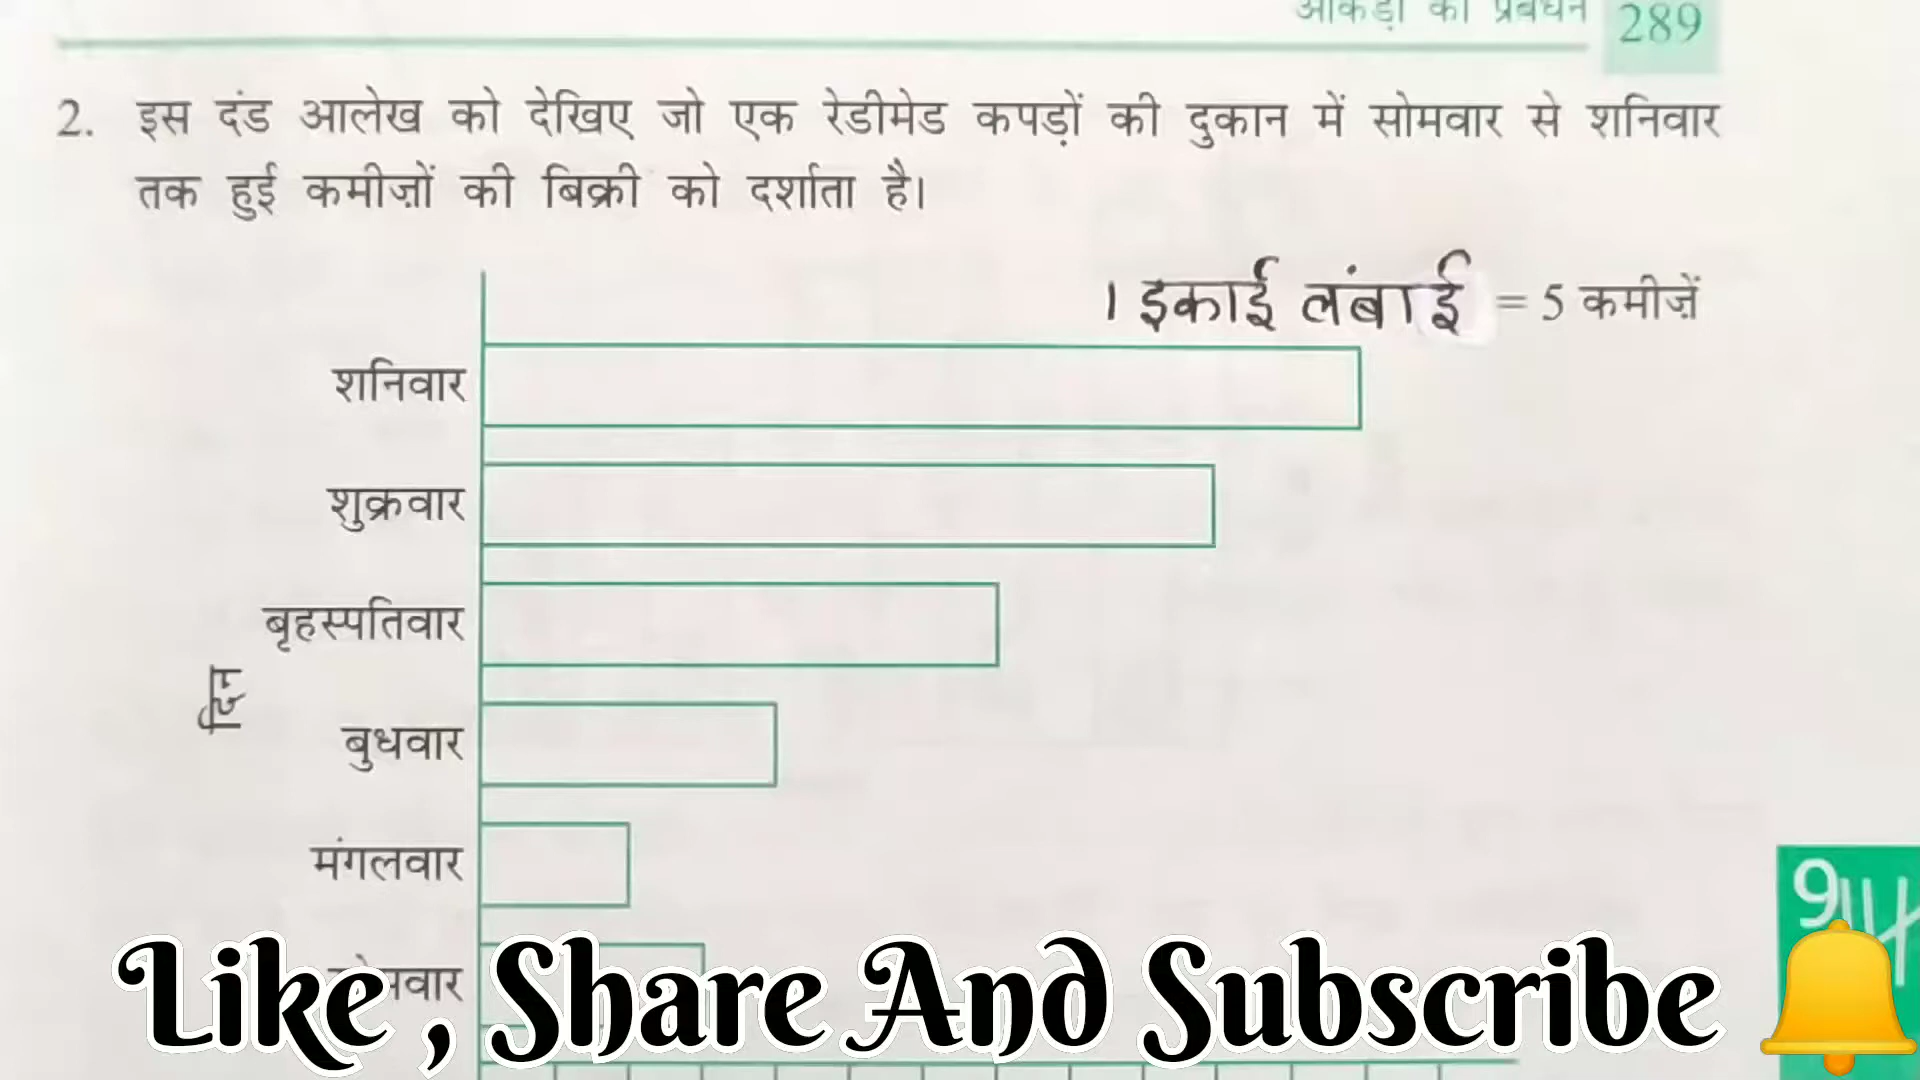 आंकड़ों का प्रबंधन 289
2. इस दंड आलेख को देखिए जो एक रेडीमेड कपड़ों की दुकान में सोमवार से शनिवार
तक हुई कमीज़ों की बिक्री को दर्शाता है।
1 इकाई लंबाई = 5 कमीज़ें
शनिवार
शुक्रवार
बृहस्पतिवार
दिन
बुधवार
मंगलवार
Like, Share And Subscribe